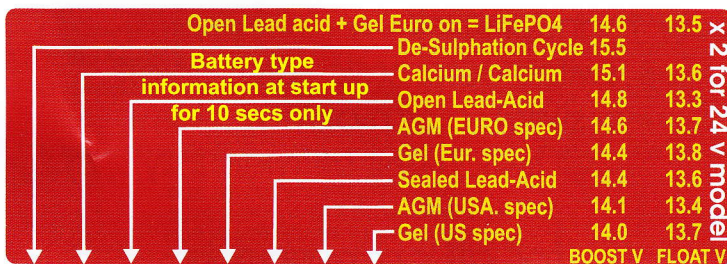 Open Lead acid + Gel Euro on = LiFePO4 14.6 13.5
De-Sulphation Cycle 15.5
Battery type
information at start up
for 10 secs only
Calcium / Calcium 15.1 13.6
Open Lead-Acid 14.8 13.3
AGM (EURO spec) 14.6 13.7
Gel (Eur. spec) 14.4 13.8
Sealed Lead-Acid 14.4 13.6
AGM (USA. spec) 14.1 13.4
Gel (US spec) 14.0 13.7
BOOST V FLOAT V
x 2 for 24 v model